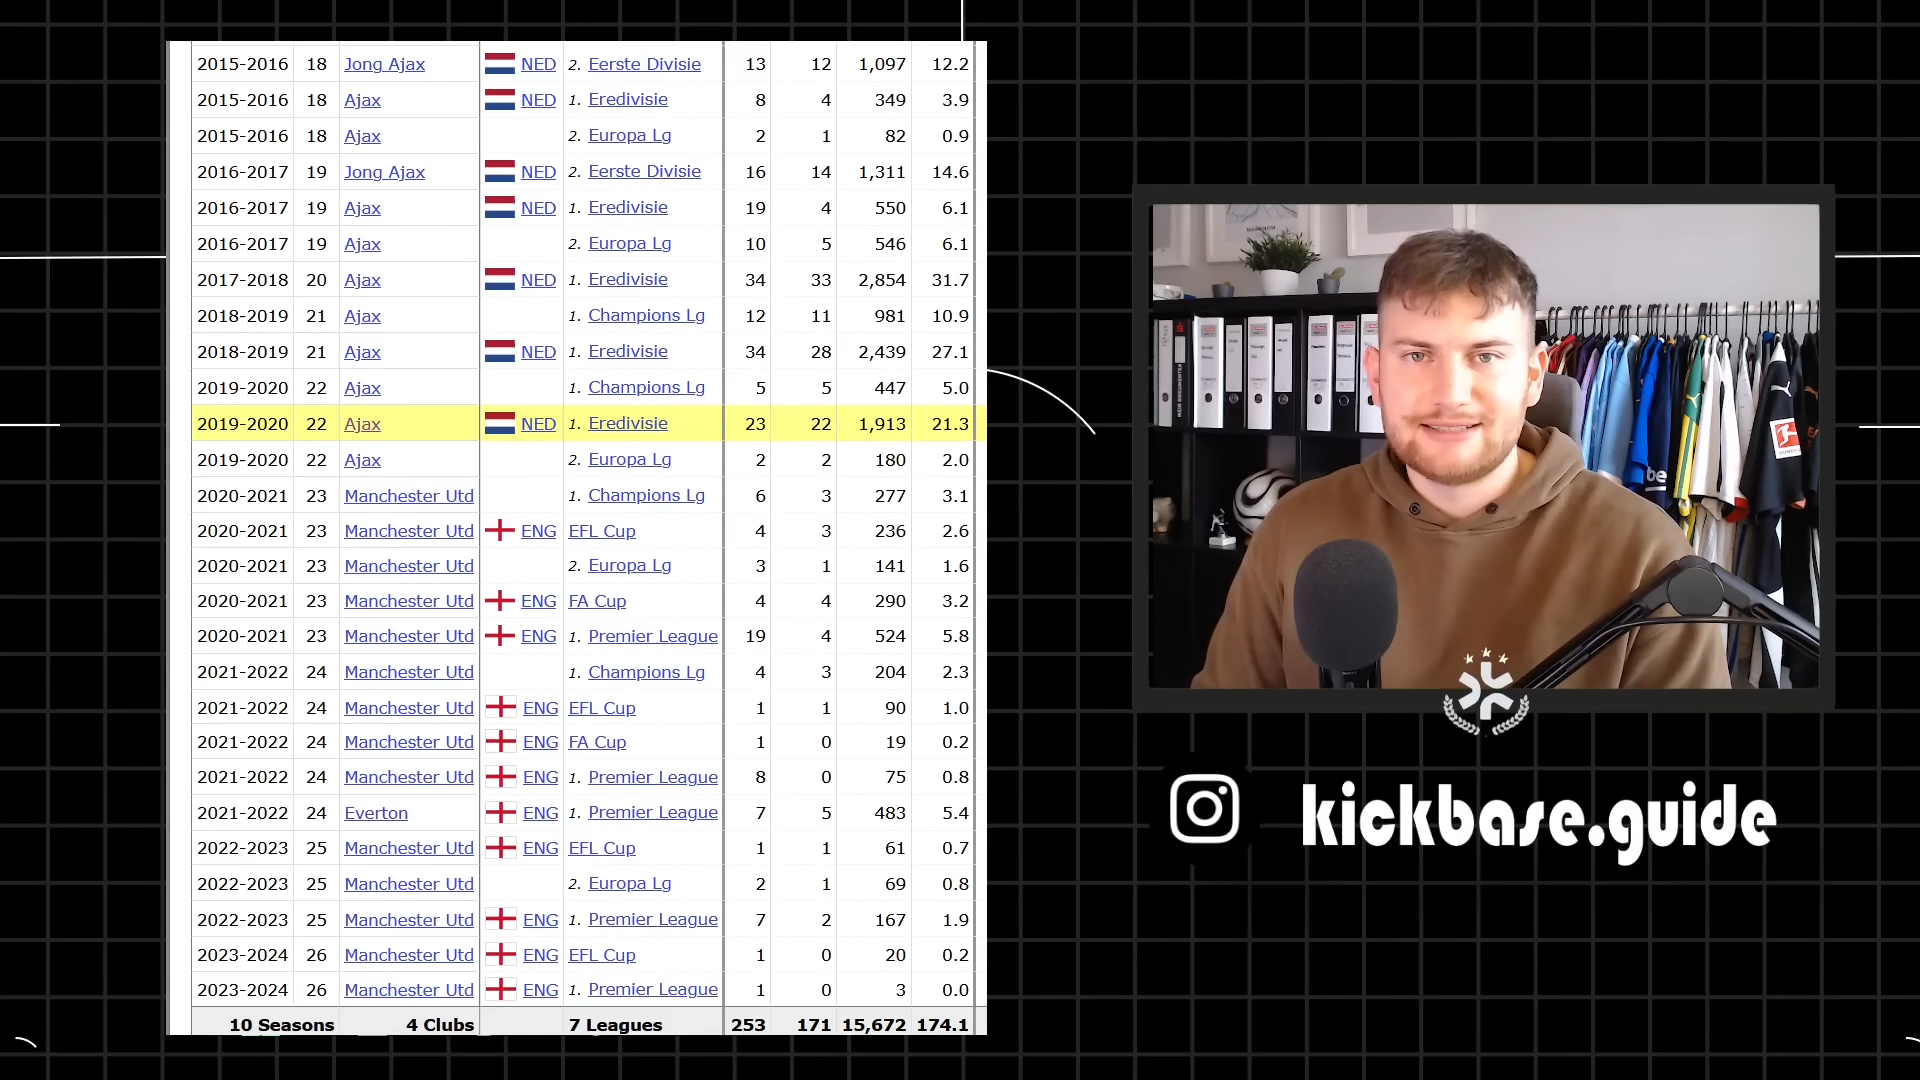 2015-2016 18 Jong Ajax NED 2. Eerste Divisie 13 12 1,097 12.2
2015-2016 18 Ajax NED 1. Eredivisie 8 4 349 3.9
2015-2016 18 Ajax 2. Europa Lg 2 1 82 0.9
2016-2017 19 Jong Ajax NED 2. Eerste Divisie 16 14 1,311 14.6
2016-2017 19 Ajax NED 1. Eredivisie 19 4 550 6.1
2016-2017 19 Ajax 2. Europa Lg 10 5 546 6.1
2017-2018 20 Ajax NED 1. Eredivisie 34 33 2,854 31.7
2018-2019 21 Ajax 1. Champions Lg 12 11 981 10.9
2018-2019 21 Ajax NED 1. Eredivisie 34 28 2,439 27.1
2019-2020 22 Ajax 1. Champions Lg 5 5 447 5.0
2019-2020 22 Ajax NED 1. Eredivisie 23 22 1,913 21.3
2019-2020 22 Ajax 2. Europa Lg 2 2 180 2.0
2020-2021 23 Manchester Utd 1. Champions Lg 6 3 277 3.1
2020-2021 23 Manchester Utd ENG EFL Cup 4 3 236 2.6
2020-2021 23 Manchester Utd 2. Europa Lg 3 1 141 1.6
2020-2021 23 Manchester Utd ENG FA Cup 4 4 290 3.2
2020-2021 23 Manchester Utd ENG 1. Premier League 19 4 524 5.8
2021-2022 24 Manchester Utd 1. Champions Lg 4 3 204 2.3
2021-2022 24 Manchester Utd ENG EFL Cup 1 1 90 1.0
2021-2022 24 Manchester Utd ENG FA Cup 1 0 19 0.2
2021-2022 24 Manchester Utd ENG 1. Premier League 8 0 75 0.8
2021-2022 24 Everton ENG 1. Premier League 7 5 483 5.4
2022-2023 25 Manchester Utd ENG EFL Cup 1 1 61 0.7
2022-2023 25 Manchester Utd 2. Europa Lg 2 1 69 0.8
2022-2023 25 Manchester Utd ENG 1. Premier League 7 2 167 1.9
2023-2024 26 Manchester Utd ENG EFL Cup 1 0 20 0.2
2023-2024 26 Manchester Utd ENG 1. Premier League 1 0 3 0.0
10 Seasons 4 Clubs 7 Leagues 253 171 15,672 174.1
be
kickbase.guide